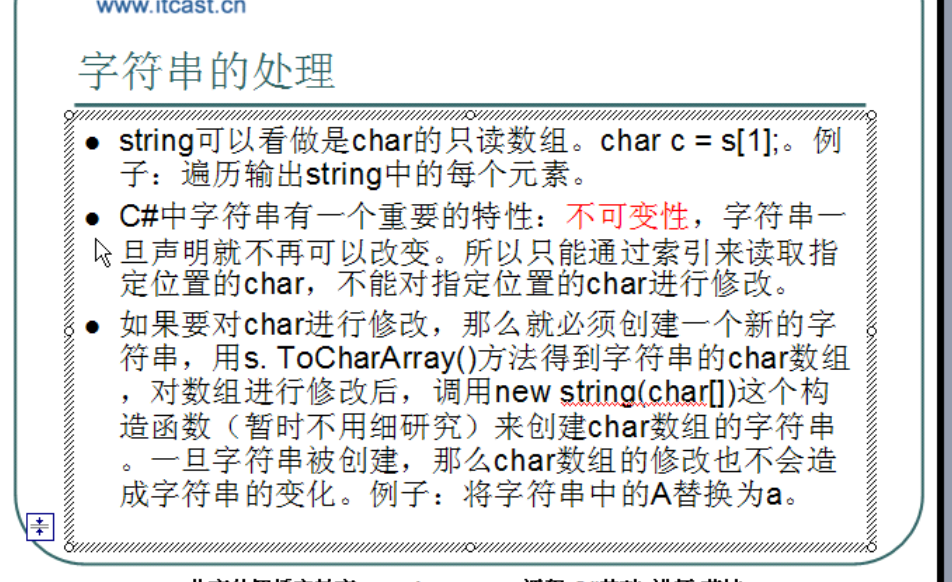 www.itcast.cn
字符串的处理
● string可以看做是char的只读数组。char c = s[1];。例
子：遍历输出string中的每个元素。
● C#中字符串有一个重要的特性：不可变性，字符串一
旦声明就不再可以改变。所以只能通过索引来读取指
定位置的char，不能对指定位置的char进行修改。
● 如果要对char进行修改，那么就必须创建一个新的字
符串，用s. ToCharArray()方法得到字符串的char数组
，对数组进行修改后，调用new string(char[])这个构
造函数（暂时不用细研究）来创建char数组的字符串
。一旦字符串被创建，那么char数组的修改也不会造
成字符串的变化。例子：将字符串中的A替换为a。